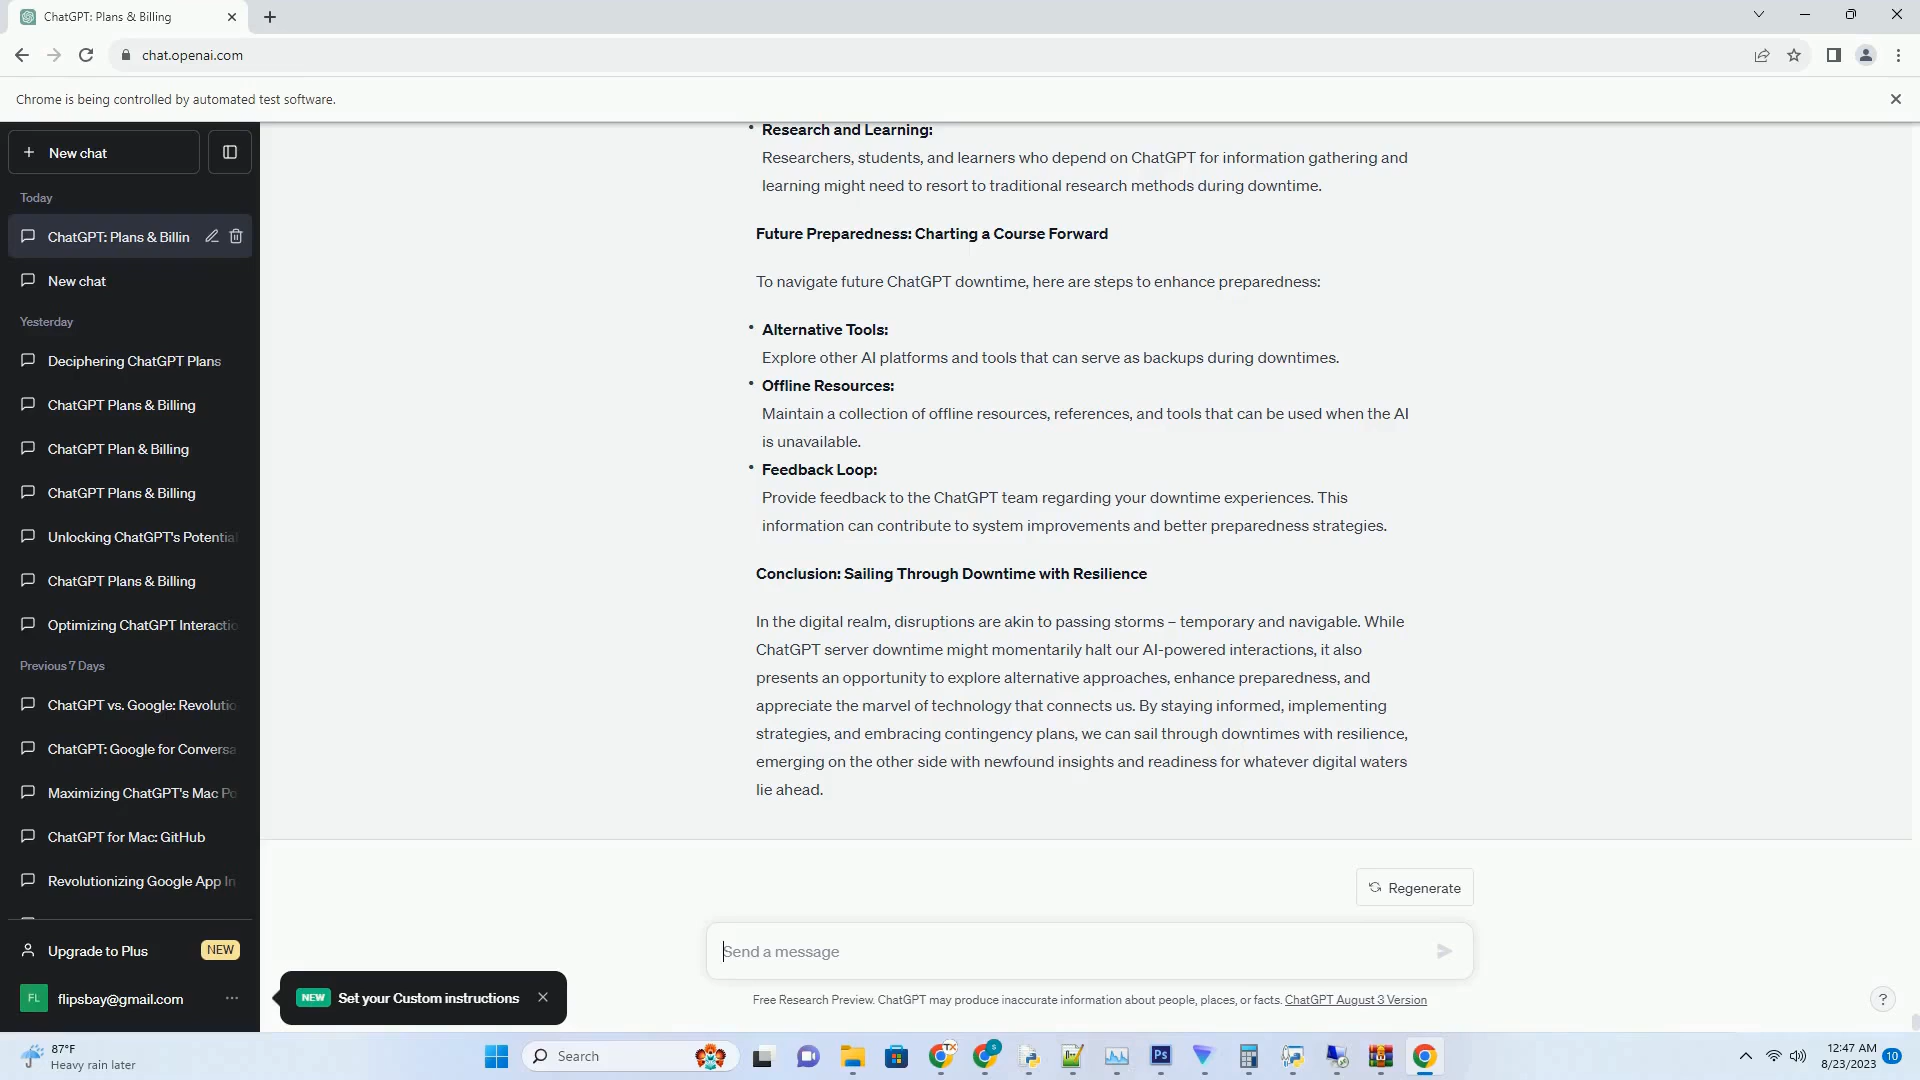 ChatGPT: Plans & Billing
chat.openai.com
Chrome is being controlled by automated test software.
New chat
Today
ChatGPT: Plans & Billin
New chat
Yesterday
Deciphering ChatGPT Plans
ChatGPT Plans & Billing
ChatGPT Plan & Billing
ChatGPT Plans & Billing
Unlocking ChatGPT's Potential
ChatGPT Plans & Billing
Optimizing ChatGPT Interactio
Previous 7 Days
ChatGPT vs. Google: Revolutio
ChatGPT: Google for Conversa
Maximizing ChatGPT's Mac Po
ChatGPT for Mac: GitHub
Revolutionizing Google App In
Upgrade to Plus NEW
FL flipsbay@gmail.com
Research and Learning:
Researchers, students, and learners who depend on ChatGPT for information gathering and
learning might need to resort to traditional research methods during downtime.
Future Preparedness: Charting a Course Forward
To navigate future ChatGPT downtime, here are steps to enhance preparedness:
Alternative Tools:
Explore other AI platforms and tools that can serve as backups during downtimes.
Offline Resources:
Maintain a collection of offline resources, references, and tools that can be used when the AI
is unavailable.
Feedback Loop:
Provide feedback to the ChatGPT team regarding your downtime experiences. This
information can contribute to system improvements and better preparedness strategies.
Conclusion: Sailing Through Downtime with Resilience
In the digital realm, disruptions are akin to passing storms – temporary and navigable. While
ChatGPT server downtime might momentarily halt our AI-powered interactions, it also
presents an opportunity to explore alternative approaches, enhance preparedness, and
appreciate the marvel of technology that connects us. By staying informed, implementing
strategies, and embracing contingency plans, we can sail through downtimes with resilience,
emerging on the other side with newfound insights and readiness for whatever digital waters
lie ahead.
Regenerate
Send a message
NEW Set your Custom instructions
Free Research Preview. ChatGPT may produce inaccurate information about people, places, or facts. ChatGPT August 3 Version
?
87°F
Heavy rain later
Search
TX
S
Ps
12:47 AM
8/23/2023
10